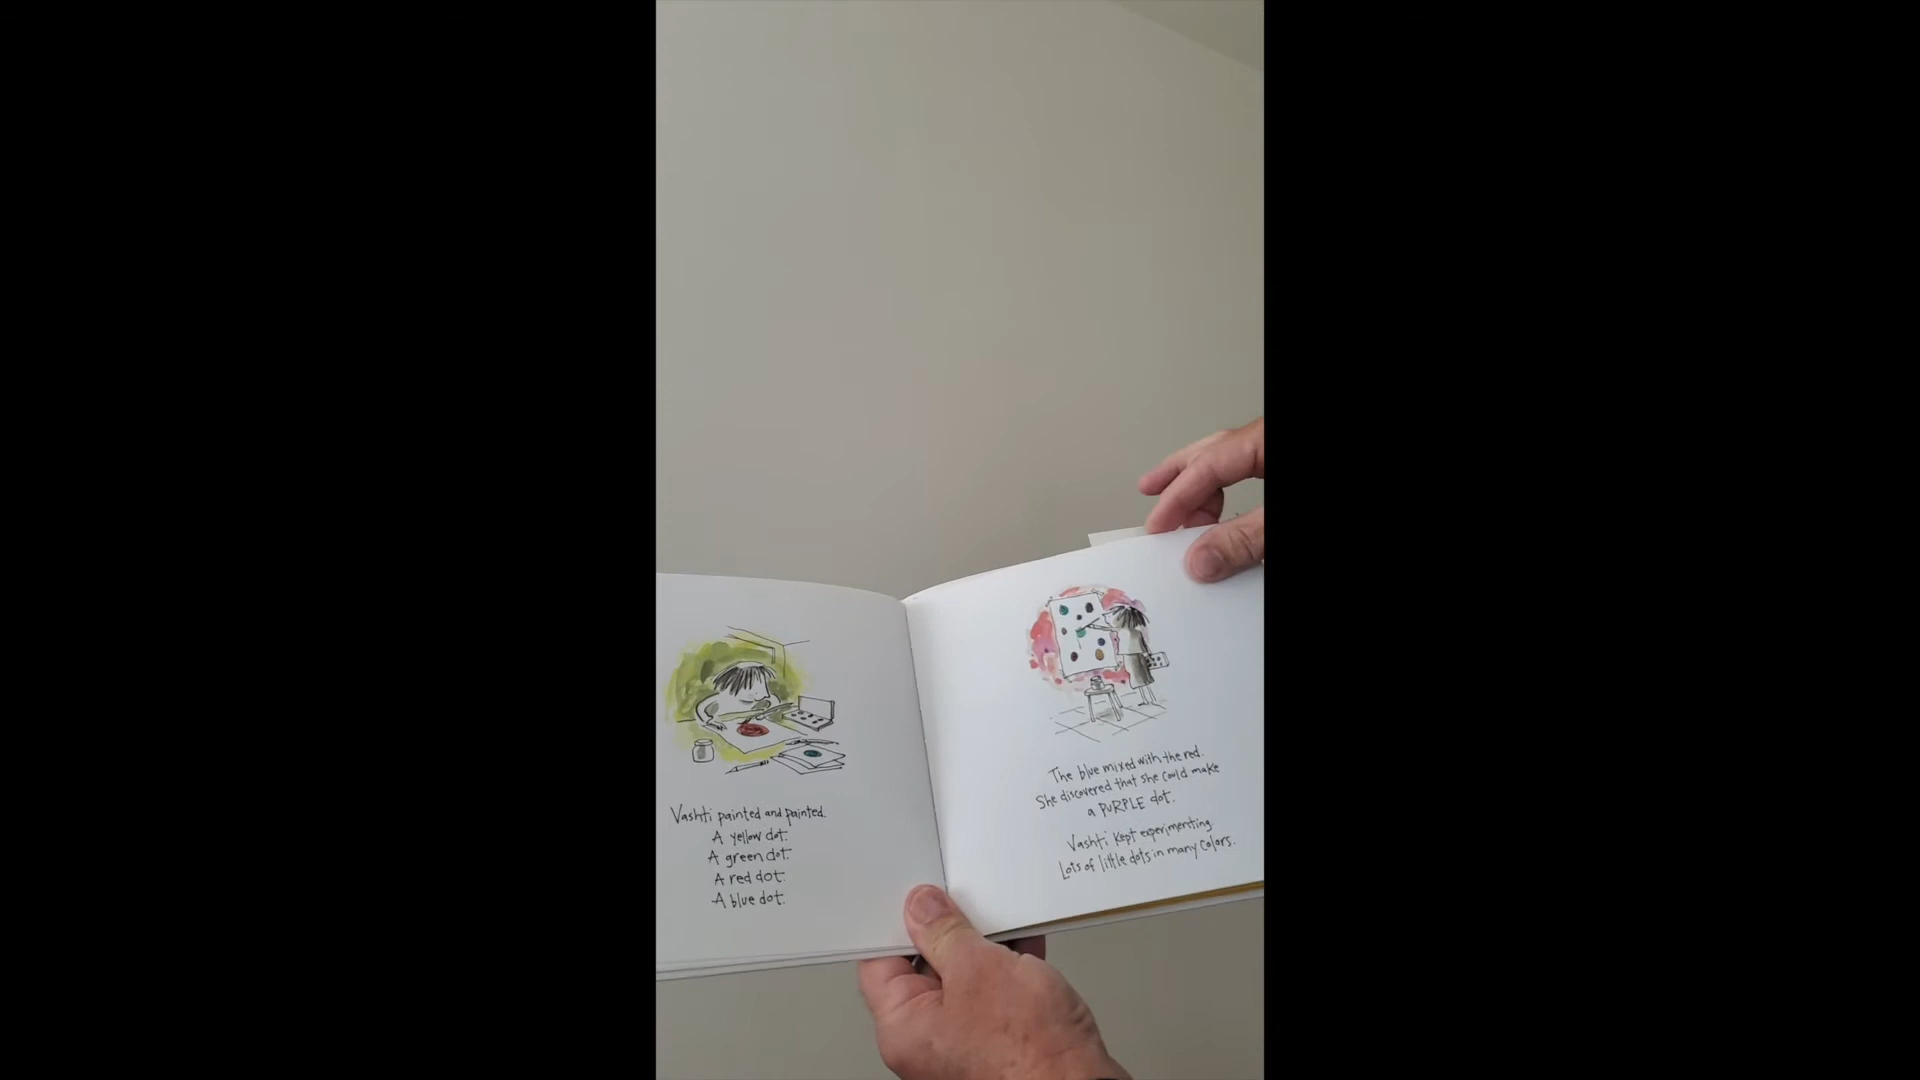 Vashti painted and painted.
A yellow dot.
A green dot.
A red dot.
A blue dot.
The blue mixed with the red.
She discovered that she could make
a PURPLE dot.
Vashti kept experimenting.
Lots of little dots in many colors.